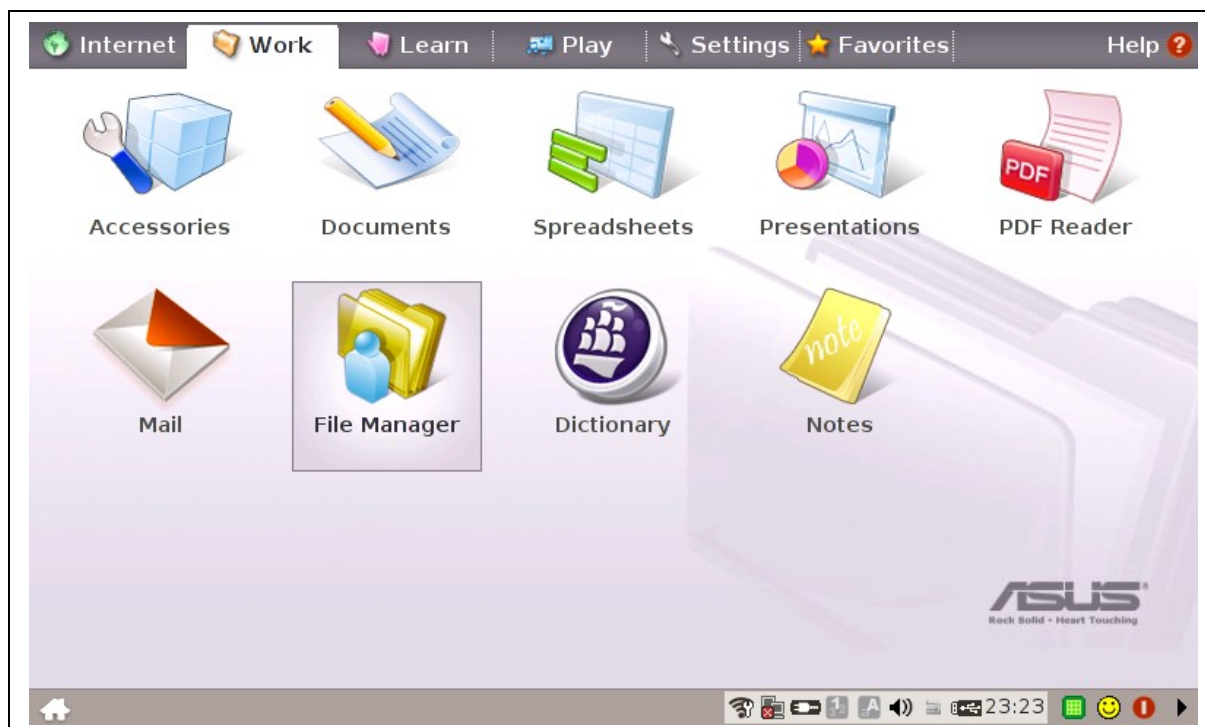 Internet Work Learn Play Settings Favorites Help ?
Accessories Documents Spreadsheets Presentations PDF Reader
PDF
Mail File Manager Dictionary Notes
note
ASUS
Rock Solid • Heart Touching
23:23